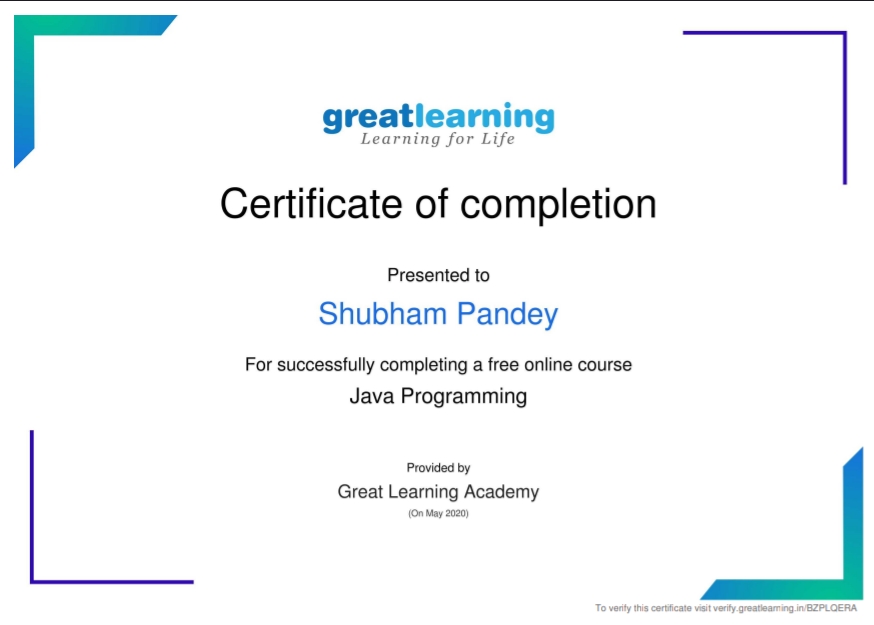 greatlearning
Learning for Life
Certificate of completion
Presented to
Shubham Pandey
For successfully completing a free online course
Java Programming
Provided by
Great Learning Academy
(On May 2020)
To verify this certificate visit verify.greatlearning.in/BZPLQERA